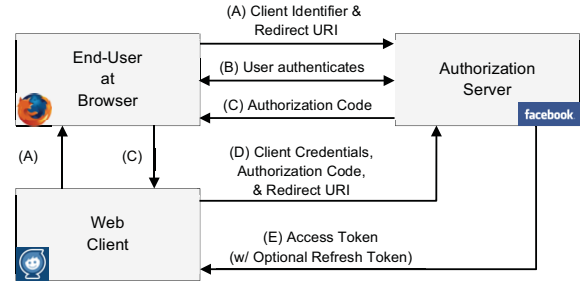 (A) Client Identifier &
Redirect URI
End-User
at
Browser
(B) User authenticates
Authorization
Server
(C) Authorization Code
facebook
(A)
(C)
(D) Client Credentials,
Authorization Code,
& Redirect URI
Web
Client
(E) Access Token
(w/ Optional Refresh Token)